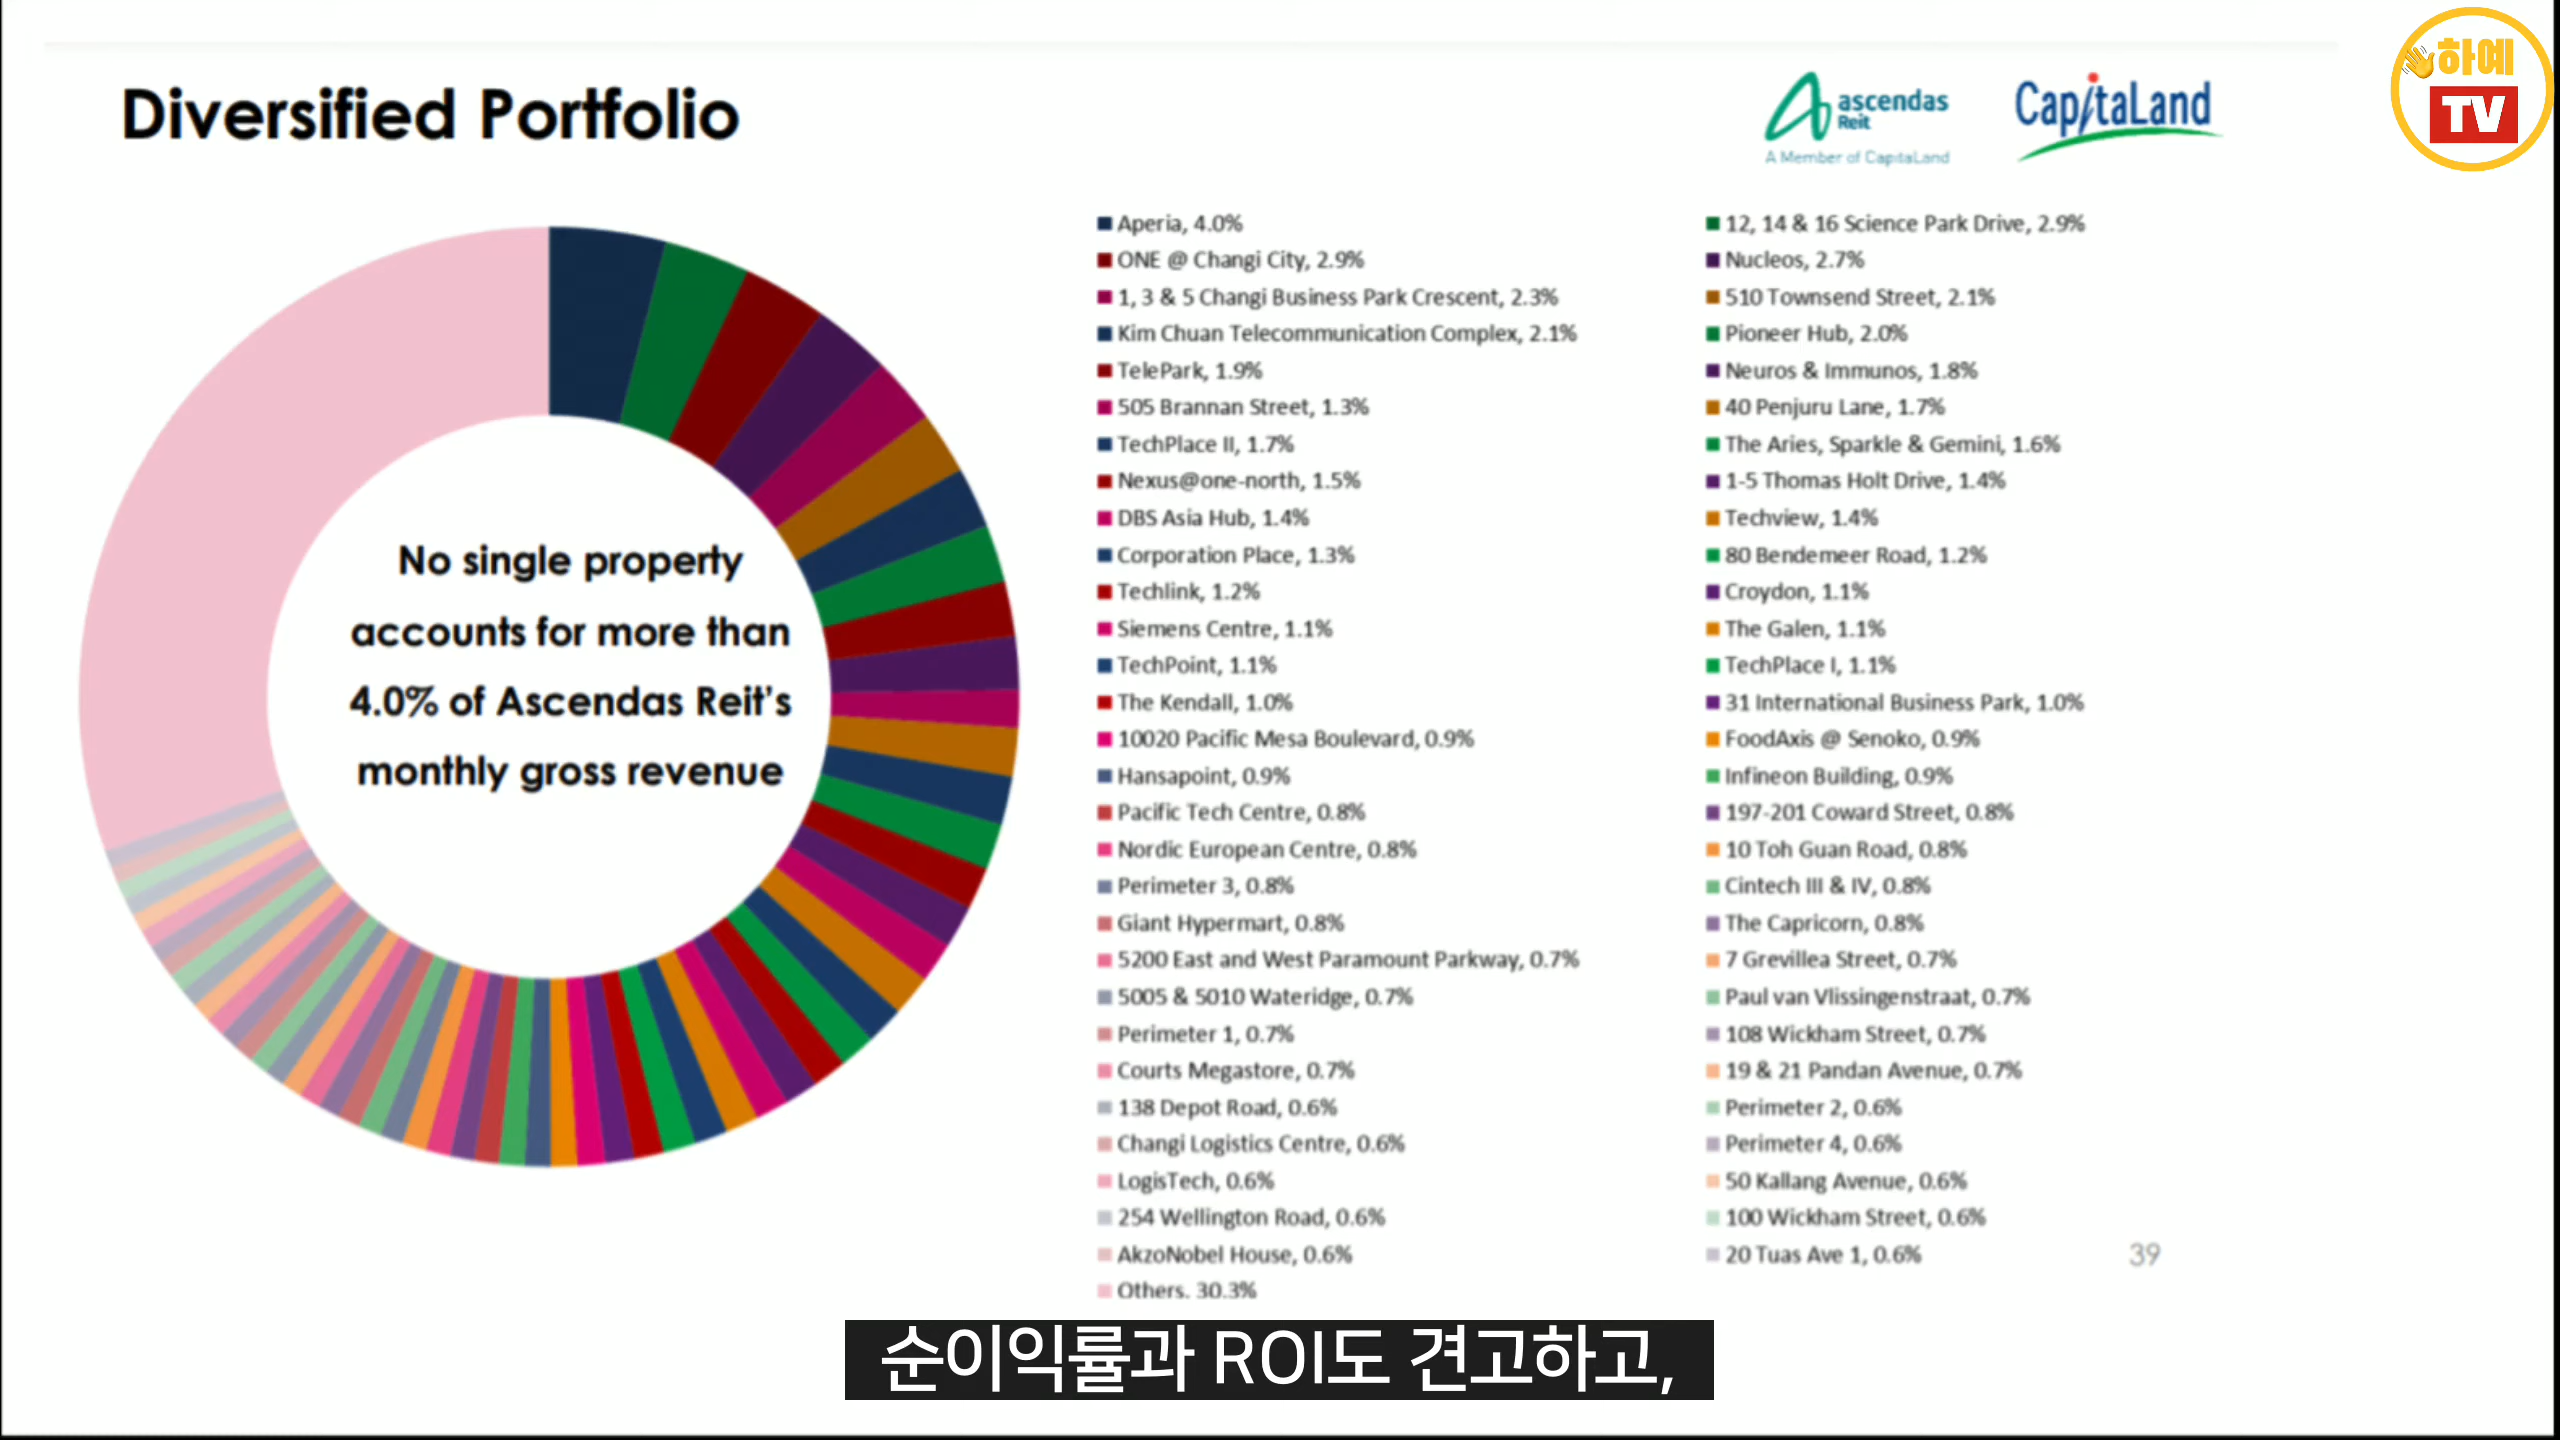 하예
TV
Diversified Portfolio
ascendas
Reit
A Member of CapitaLand
CapitaLand
No single property
accounts for more than
4.0% of Ascendas Reit's
monthly gross revenue
Aperia, 4.0%
12, 14 & 16 Science Park Drive, 2.9%
ONE @ Changi City, 2.9%
Nucleos, 2.7%
1, 3 & 5 Changi Business Park Crescent, 2.3%
510 Townsend Street, 2.1%
Kim Chuan Telecommunication Complex, 2.1%
Pioneer Hub, 2.0%
TelePark, 1.9%
Neuros & Immunos, 1.8%
505 Brannan Street, 1.3%
40 Penjuru Lane, 1.7%
TechPlace II, 1.7%
The Aries, Sparkle & Gemini, 1.6%
Nexus@one-north, 1.5%
1-5 Thomas Holt Drive, 1.4%
DBS Asia Hub, 1.4%
Techview, 1.4%
Corporation Place, 1.3%
80 Bendemeer Road, 1.2%
Techlink, 1.2%
Croydon, 1.1%
Siemens Centre, 1.1%
The Galen, 1.1%
TechPoint, 1.1%
TechPlace I, 1.1%
The Kendall, 1.0%
31 International Business Park, 1.0%
10020 Pacific Mesa Boulevard, 0.9%
FoodAxis @ Senoko, 0.9%
Hansapoint, 0.9%
Infineon Building, 0.9%
Pacific Tech Centre, 0.8%
197-201 Coward Street, 0.8%
Nordic European Centre, 0.8%
10 Toh Guan Road, 0.8%
Perimeter 3, 0.8%
Cintech III & IV, 0.8%
Giant Hypermart, 0.8%
The Capricorn, 0.8%
5200 East and West Paramount Parkway, 0.7%
7 Grevillea Street, 0.7%
5005 & 5010 Wateridge, 0.7%
Paul van Vlissingenstraat, 0.7%
Perimeter 1, 0.7%
108 Wickham Street, 0.7%
Courts Megastore, 0.7%
19 & 21 Pandan Avenue, 0.7%
138 Depot Road, 0.6%
Perimeter 2, 0.6%
Changi Logistics Centre, 0.6%
Perimeter 4, 0.6%
LogisTech, 0.6%
50 Kallang Avenue, 0.6%
254 Wellington Road, 0.6%
100 Wickham Street, 0.6%
AkzoNobel House, 0.6%
20 Tuas Ave 1, 0.6%
39
Others, 30.3%
순이익률과 ROI도 견고하고,